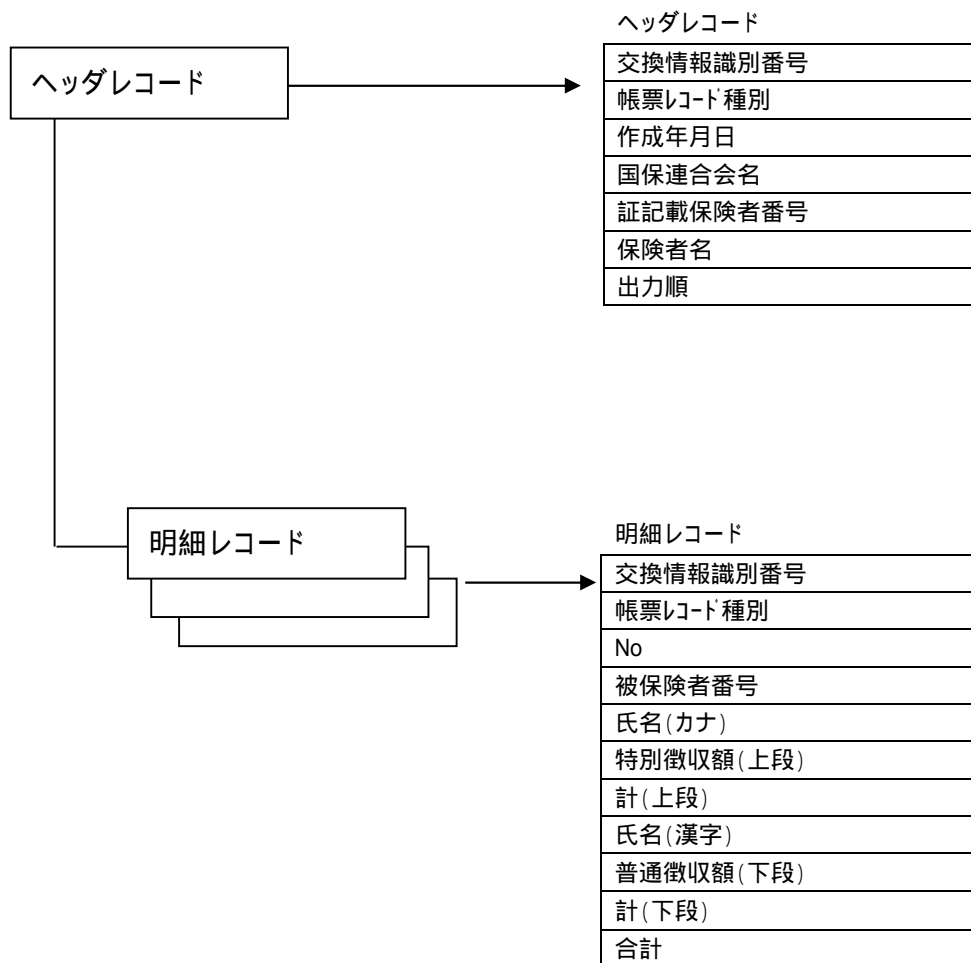 ヘッダレコード
ヘッダレコード
交換情報識別番号
帳票ﾚｺｰﾄﾞ種別
作成年月日
国保連合会名
証記載保険者番号
保険者名
出力順
明細レコード
明細レコード
交換情報識別番号
帳票ﾚｺｰﾄﾞ種別
No
被保険者番号
氏名(カナ)
特別徴収額(上段)
計(上段)
氏名(漢字)
普通徴収額(下段)
計(下段)
合計